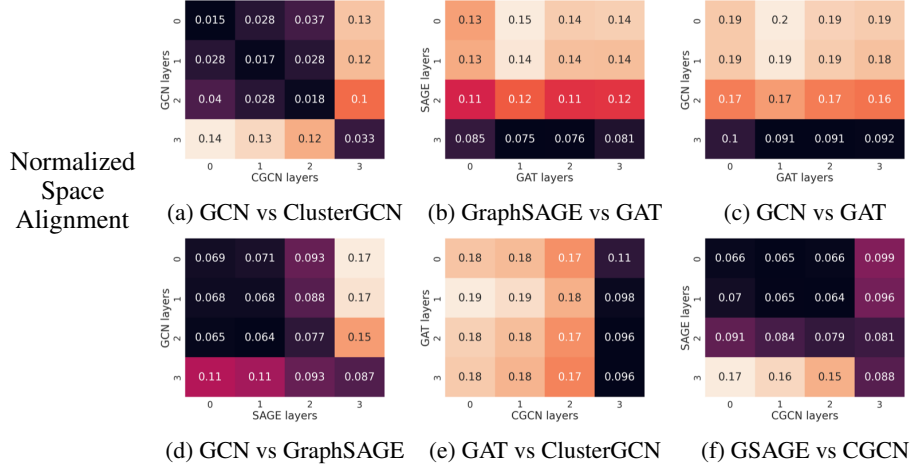 Normalized
Space
Alignment
GCN layers
0 0.015 0.028 0.037 0.13
1 0.028 0.017 0.028 0.12
2 0.04 0.028 0.018 0.1
3 0.14 0.13 0.12 0.033
0 1 2 3
CGCN layers
(a) GCN vs ClusterGCN
SAGE layers
0 0.13 0.15 0.14 0.14
1 0.13 0.14 0.14 0.14
2 0.11 0.12 0.11 0.12
3 0.085 0.075 0.076 0.081
0 1 2 3
GAT layers
(b) GraphSAGE vs GAT
GCN layers
0 0.19 0.2 0.19 0.19
1 0.19 0.19 0.19 0.18
2 0.17 0.17 0.17 0.16
3 0.1 0.091 0.091 0.092
0 1 2 3
GAT layers
(c) GCN vs GAT
GCN layers
0 0.069 0.071 0.093 0.17
1 0.068 0.068 0.088 0.17
2 0.065 0.064 0.077 0.15
3 0.11 0.11 0.093 0.087
0 1 2 3
SAGE layers
(d) GCN vs GraphSAGE
GAT layers
0 0.18 0.18 0.17 0.11
1 0.19 0.19 0.18 0.098
2 0.18 0.18 0.17 0.096
3 0.18 0.18 0.17 0.096
0 1 2 3
CGCN layers
(e) GAT vs ClusterGCN
SAGE layers
0 0.066 0.065 0.066 0.099
1 0.07 0.065 0.064 0.096
2 0.091 0.084 0.079 0.081
3 0.17 0.16 0.15 0.088
0 1 2 3
CGCN layers
(f) GSAGE vs CGCN